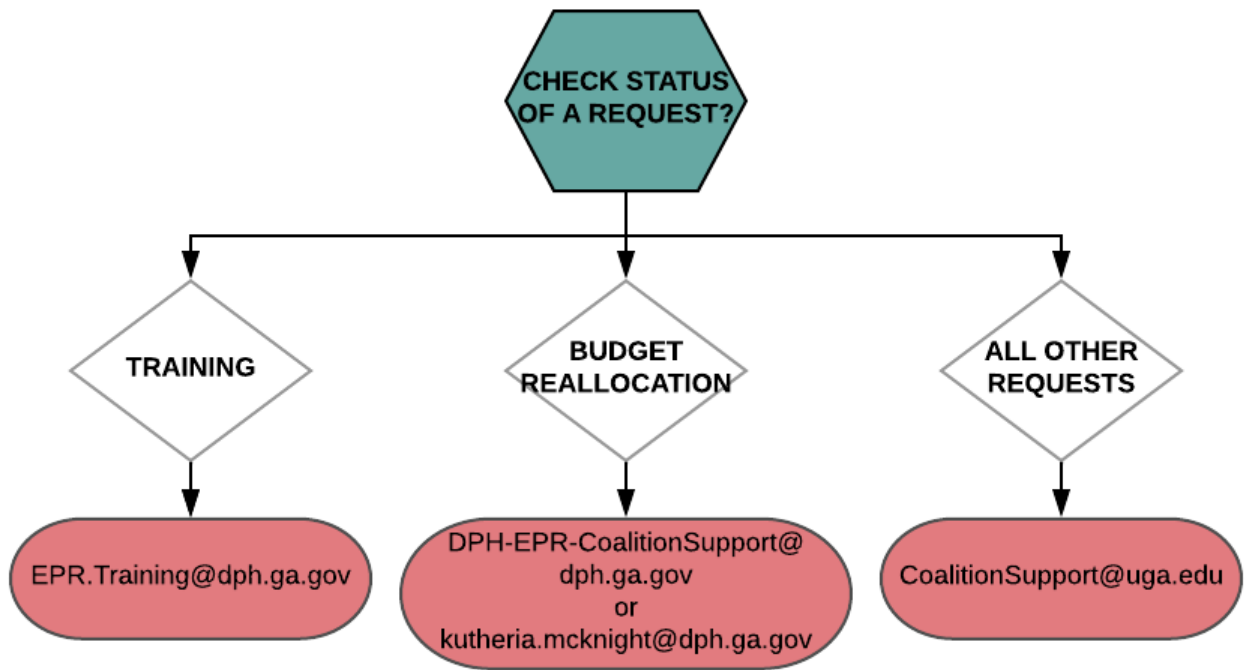 CHECK STATUS
OF A REQUEST?
TRAINING
BUDGET
REALLOCATION
ALL OTHER
REQUESTS
EPR.Training@dph.ga.gov
DPH-EPR-CoalitionSupport@
dph.ga.gov
or
kutheria.mcknight@dph.ga.gov
CoalitionSupport@uga.edu